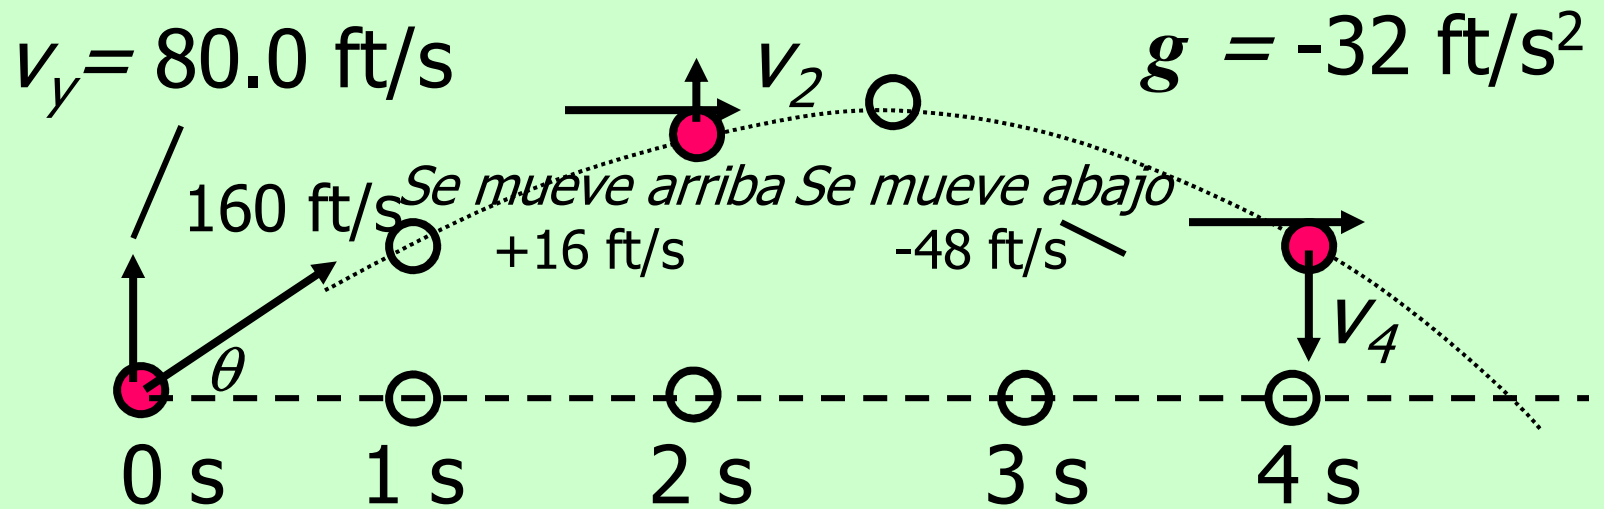 v_y = 80.0 ft/s
v₂
g = -32 ft/s²
160 ft/s
Se mueve arriba
Se mueve abajo
+16 ft/s
-48 ft/s
θ
v₄
0 s
1 s
2 s
3 s
4 s